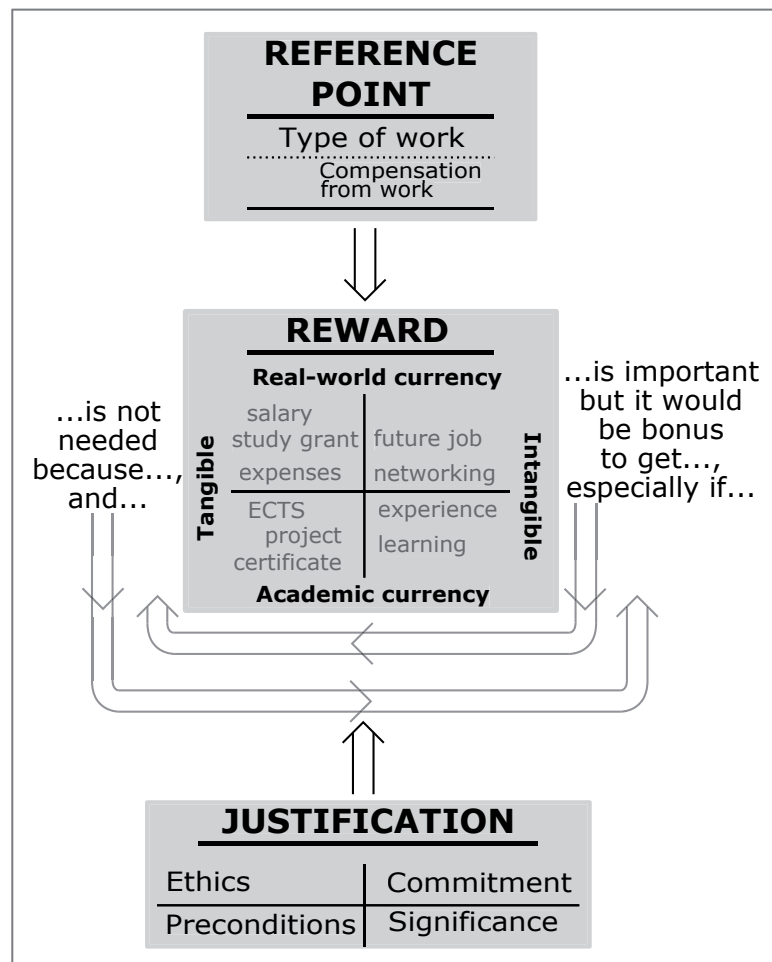 REFERENCE
POINT
Type of work
Compensation
from work
REWARD
Real-world currency
…is not
needed
because…,
and…
Tangible
salary
study grant
expenses
future job
networking
ECTS
project
certificate
experience
learning
Intangible
Academic currency
…is important
but it would
be bonus
to get…,
especially if…
JUSTIFICATION
Ethics
Commitment
Preconditions
Significance